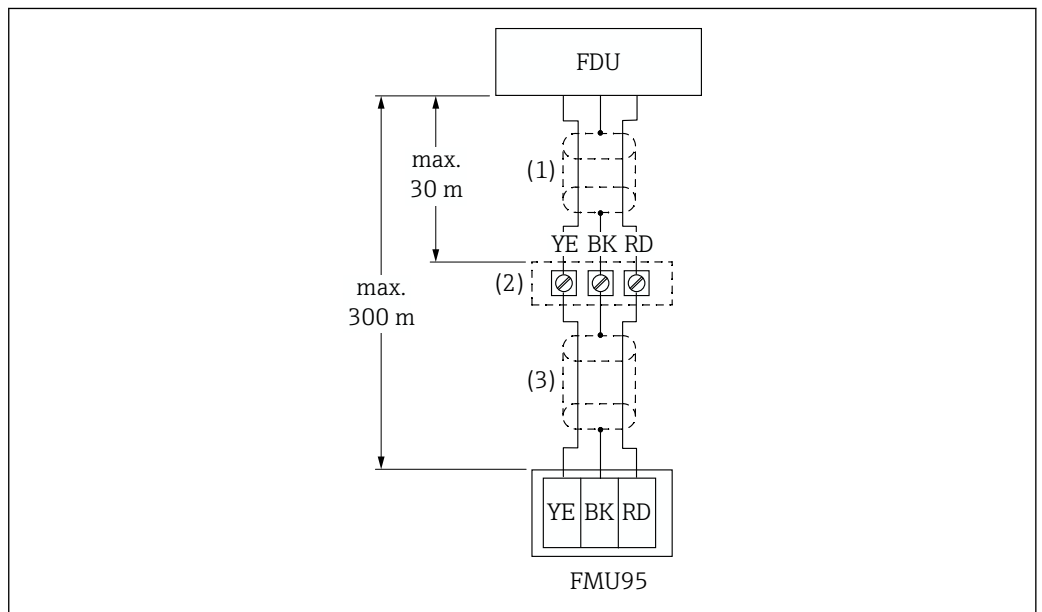 FDU
max.
30 m
(1)
YE BK RD
(2)
max.
300 m
(3)
YE BK RD
FMU95